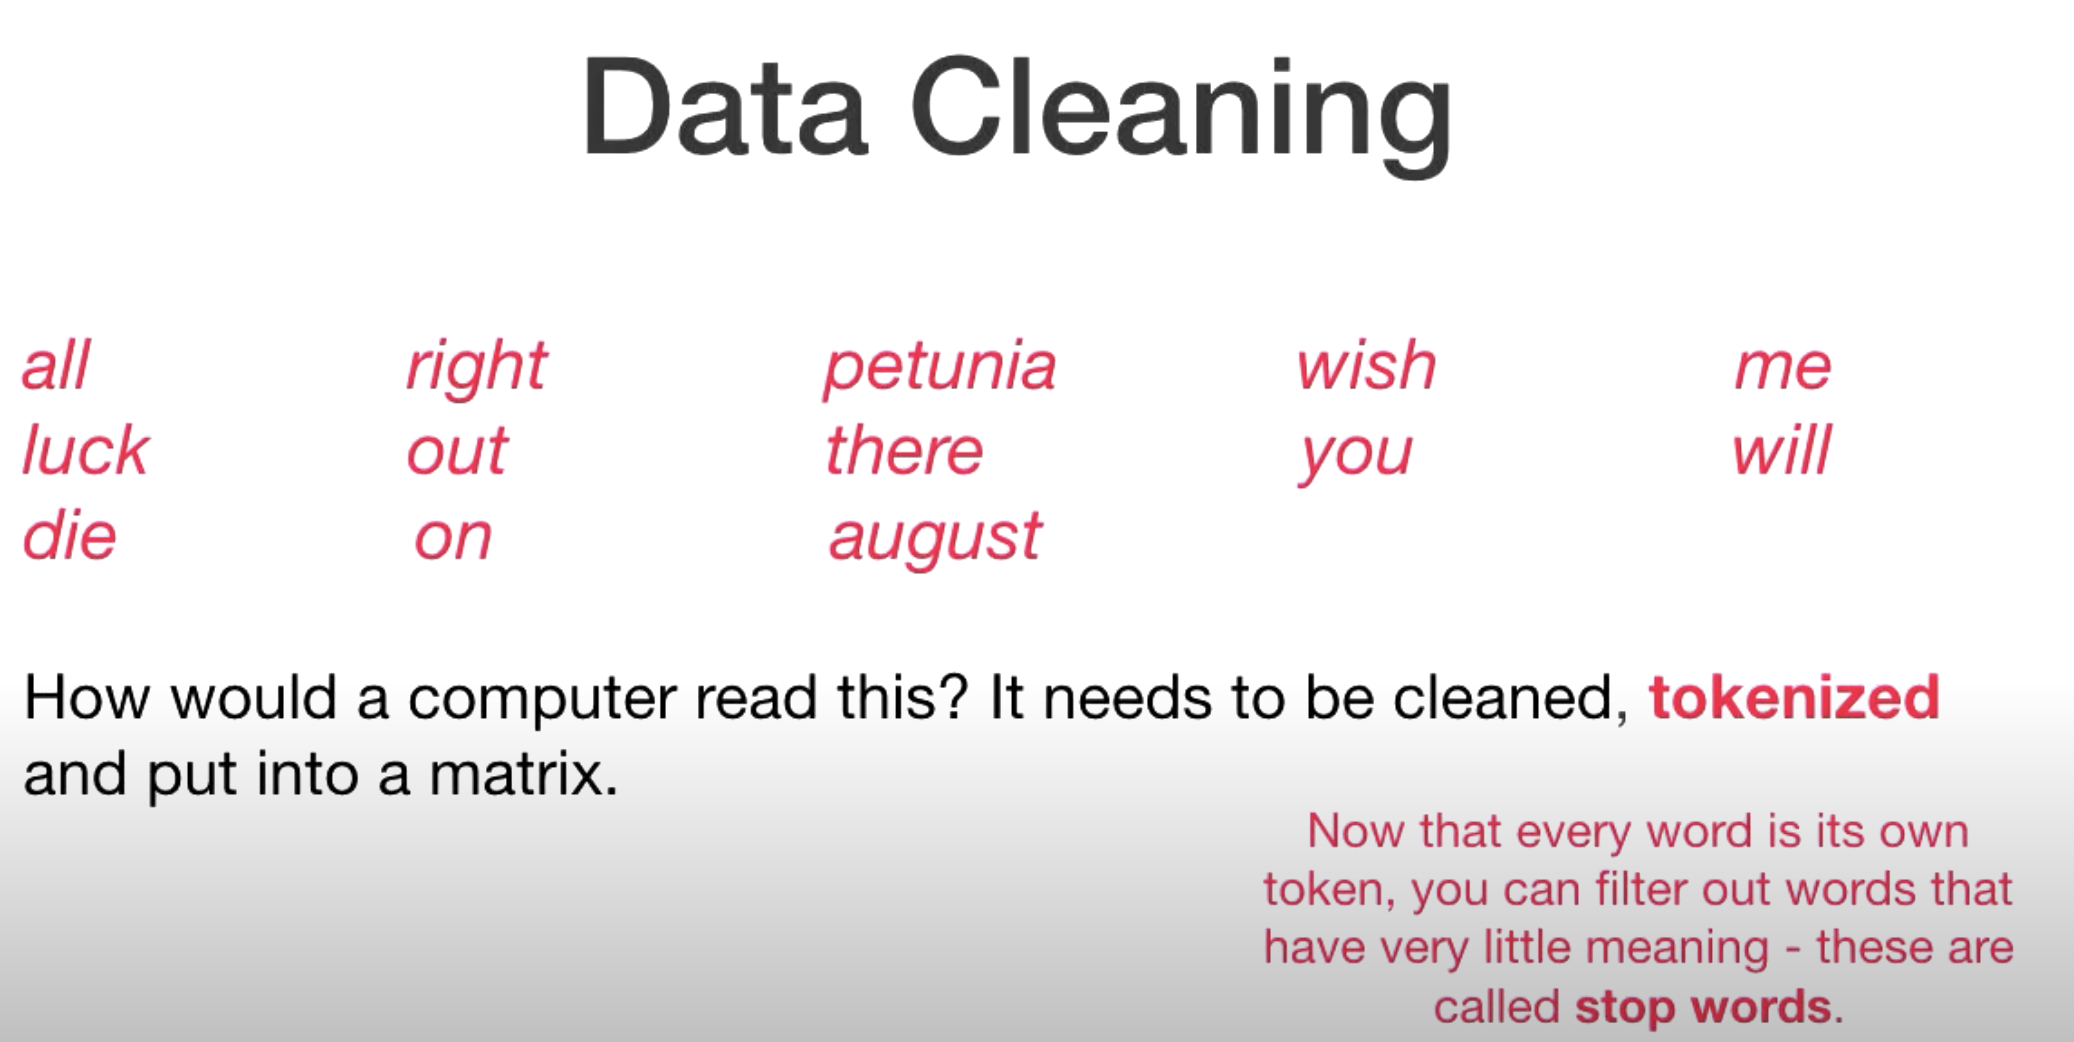 Data Cleaning
all right petunia wish me
luck out there you will
die on august
How would a computer read this? It needs to be cleaned, tokenized
and put into a matrix.
Now that every word is its own
token, you can filter out words that
have very little meaning - these are
called stop words.